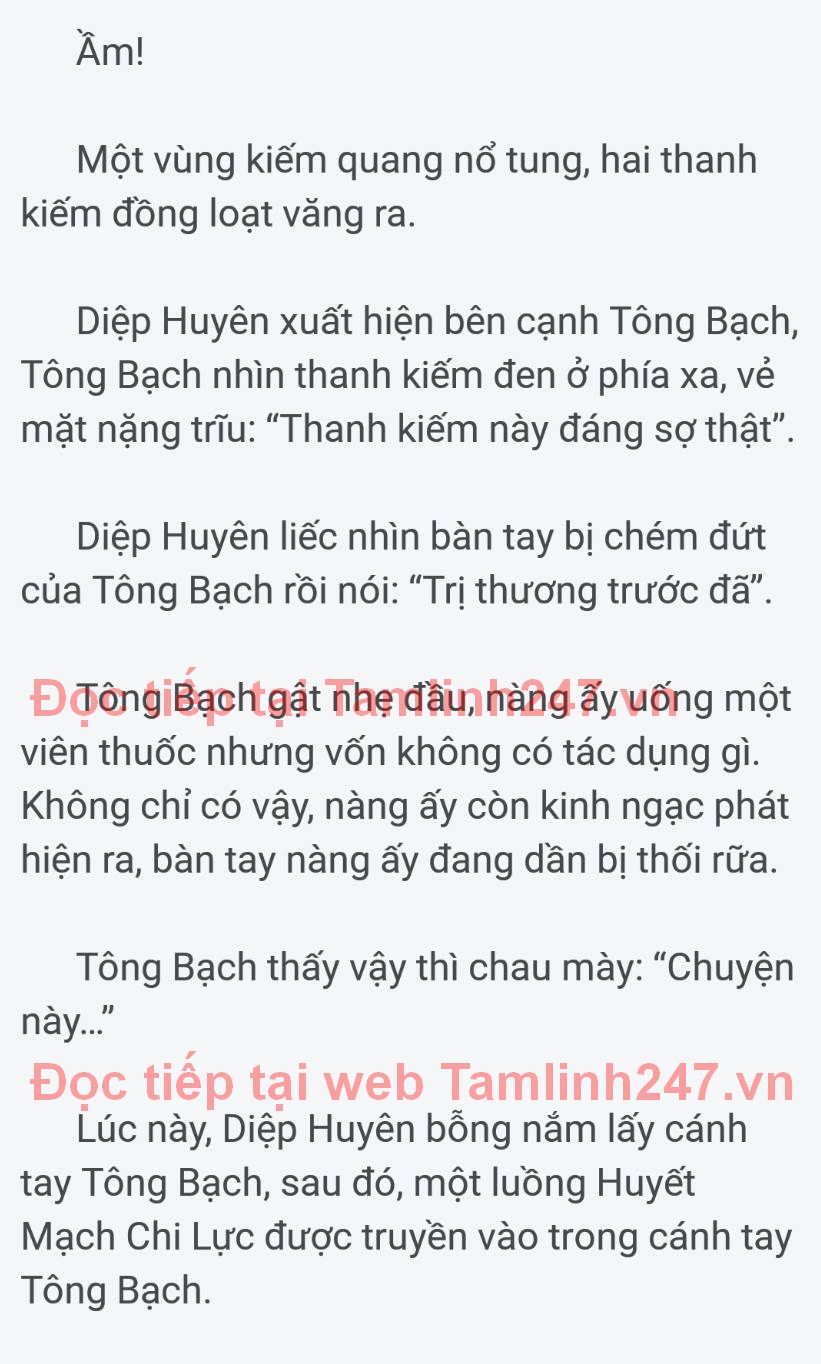 Ầm!
Một vùng kiếm quang nổ tung, hai thanh
kiếm đồng loạt văng ra.
Diệp Huyên xuất hiện bên cạnh Tông Bạch,
Tông Bạch nhìn thanh kiếm đen ở phía xa, vẻ
mặt nặng trĩu: “Thanh kiếm này đáng sợ thật”.
Diệp Huyên liếc nhìn bàn tay bị chém đứt
của Tông Bạch rồi nói: “Trị thương trước đã”.
Đọc tiếp tại Tamlinh247.vn
Tông Bạch gật nhẹ đầu, nàng ấy uống một
viên thuốc nhưng vốn không có tác dụng gì.
Không chỉ có vậy, nàng ấy còn kinh ngạc phát
hiện ra, bàn tay nàng ấy đang dần bị thối rữa.
Tông Bạch thấy vậy thì chau mày: “Chuyện
này...”
Đọc tiếp tại web Tamlinh247.vn
Lúc này, Diệp Huyên bỗng nắm lấy cánh
tay Tông Bạch, sau đó, một luồng Huyết
Mạch Chi Lực được truyền vào trong cánh tay
Tông Bạch.